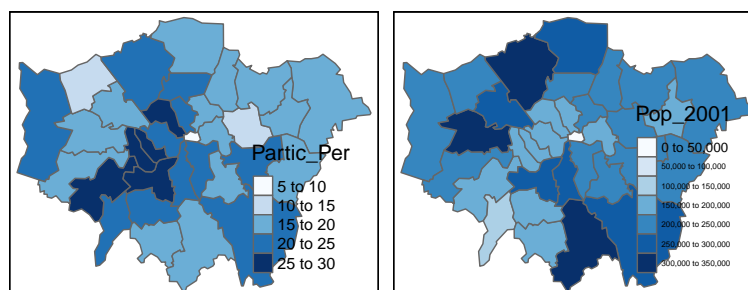 Partic_Per
5 to 10
10 to 15
15 to 20
20 to 25
25 to 30
Pop_2001
0 to 50,000
50,000 to 100,000
100,000 to 150,000
150,000 to 200,000
200,000 to 250,000
250,000 to 300,000
300,000 to 350,000